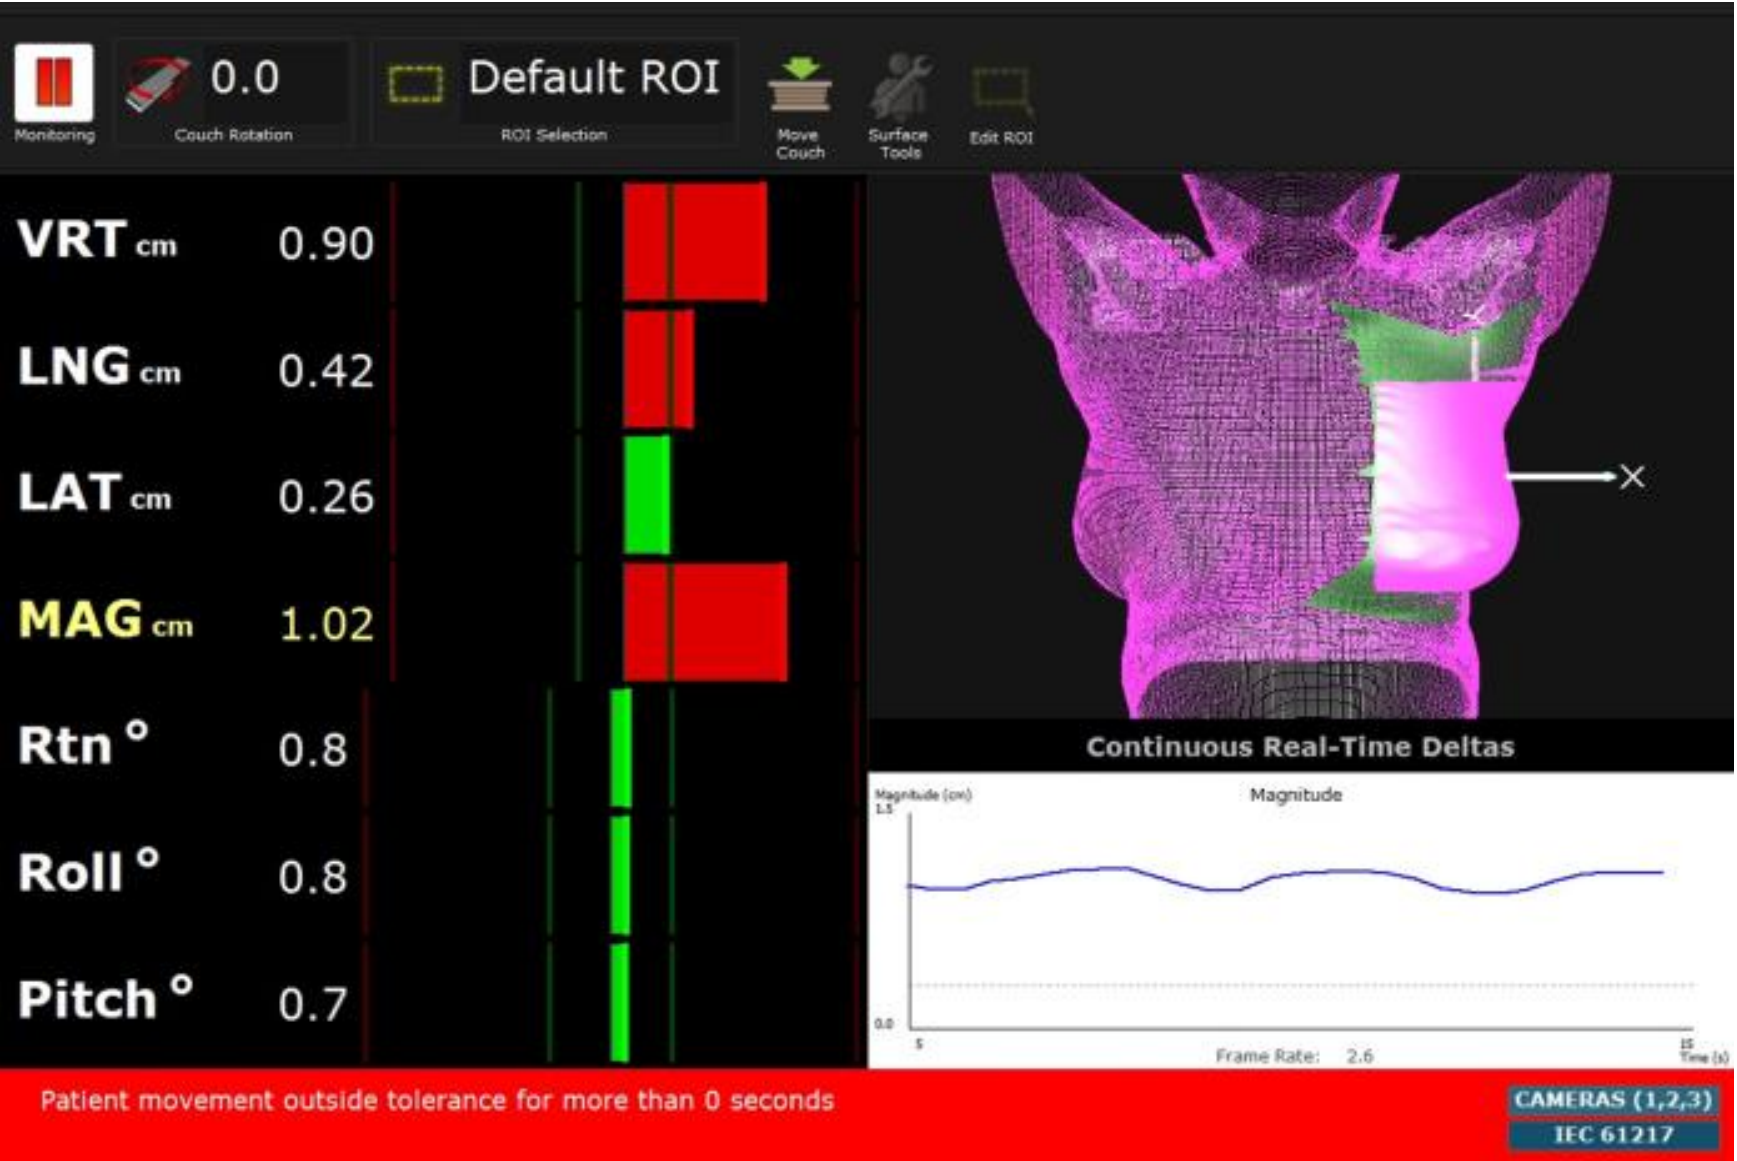 0.0
Default ROI
Monitoring
Couch Rotation
ROI Selection
Move
Couch
Surface
Tools
Edit ROI
VRT cm 0.90
LNG cm 0.42
LAT cm 0.26
MAG cm 1.02
Rtn ° 0.8
Roll ° 0.8
Pitch ° 0.7
X
Continuous Real-Time Deltas
Magnitude (cm)
Magnitude
1.5
0.0
5
15
Time (s)
Frame Rate: 2.6
Patient movement outside tolerance for more than 0 seconds
CAMERAS (1,2,3)
IEC 61217